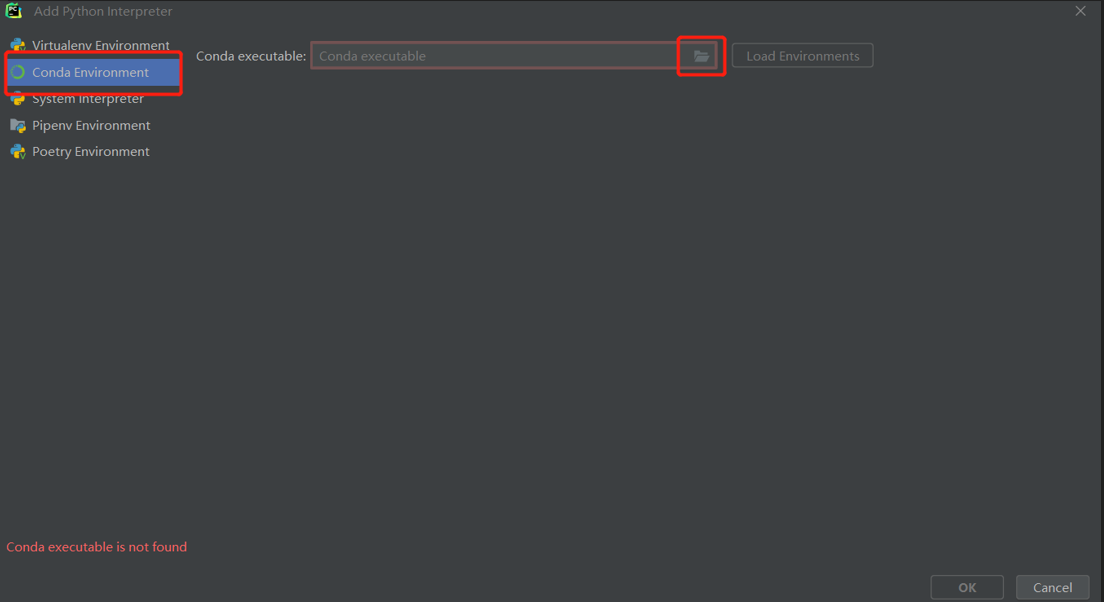 PC Add Python Interpreter
Virtualenv Environment
Conda Environment
System Interpreter
Pipenv Environment
Poetry Environment
Conda executable: Conda executable Load Environments
Conda executable is not found
OK Cancel